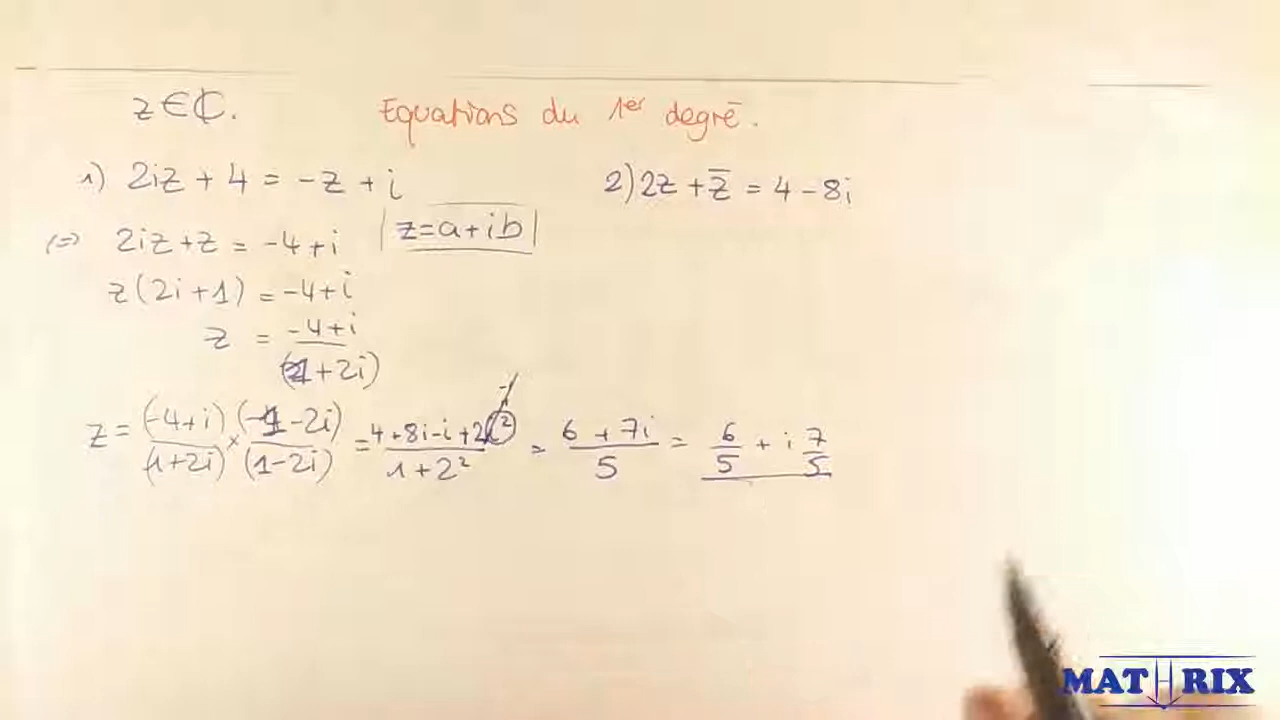 z∈ℂ. Equations du 1er degré.
1) 2iz + 4 = -z + i
2) 2z + z̄ = 4 - 8i
(=) 2iz + z = -4 + i
z = a + ib
z(2i + 1) = -4 + i
z = (-4 + i) / (1 + 2i)
z = (-4 + i)/(1 + 2i) × (1 - 2i)/(1 - 2i) = (4 + 8i - i + 2i²)/(1 + 2²) = (6 + 7i)/5 = 6/5 + i 7/5
-1
MATHRIX